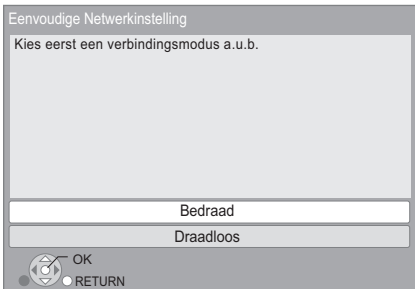 Eenvoudige Netwerkinstelling
Kies eerst een verbindingsmodus a.u.b.
Bedraad
Draadloos
OK
RETURN